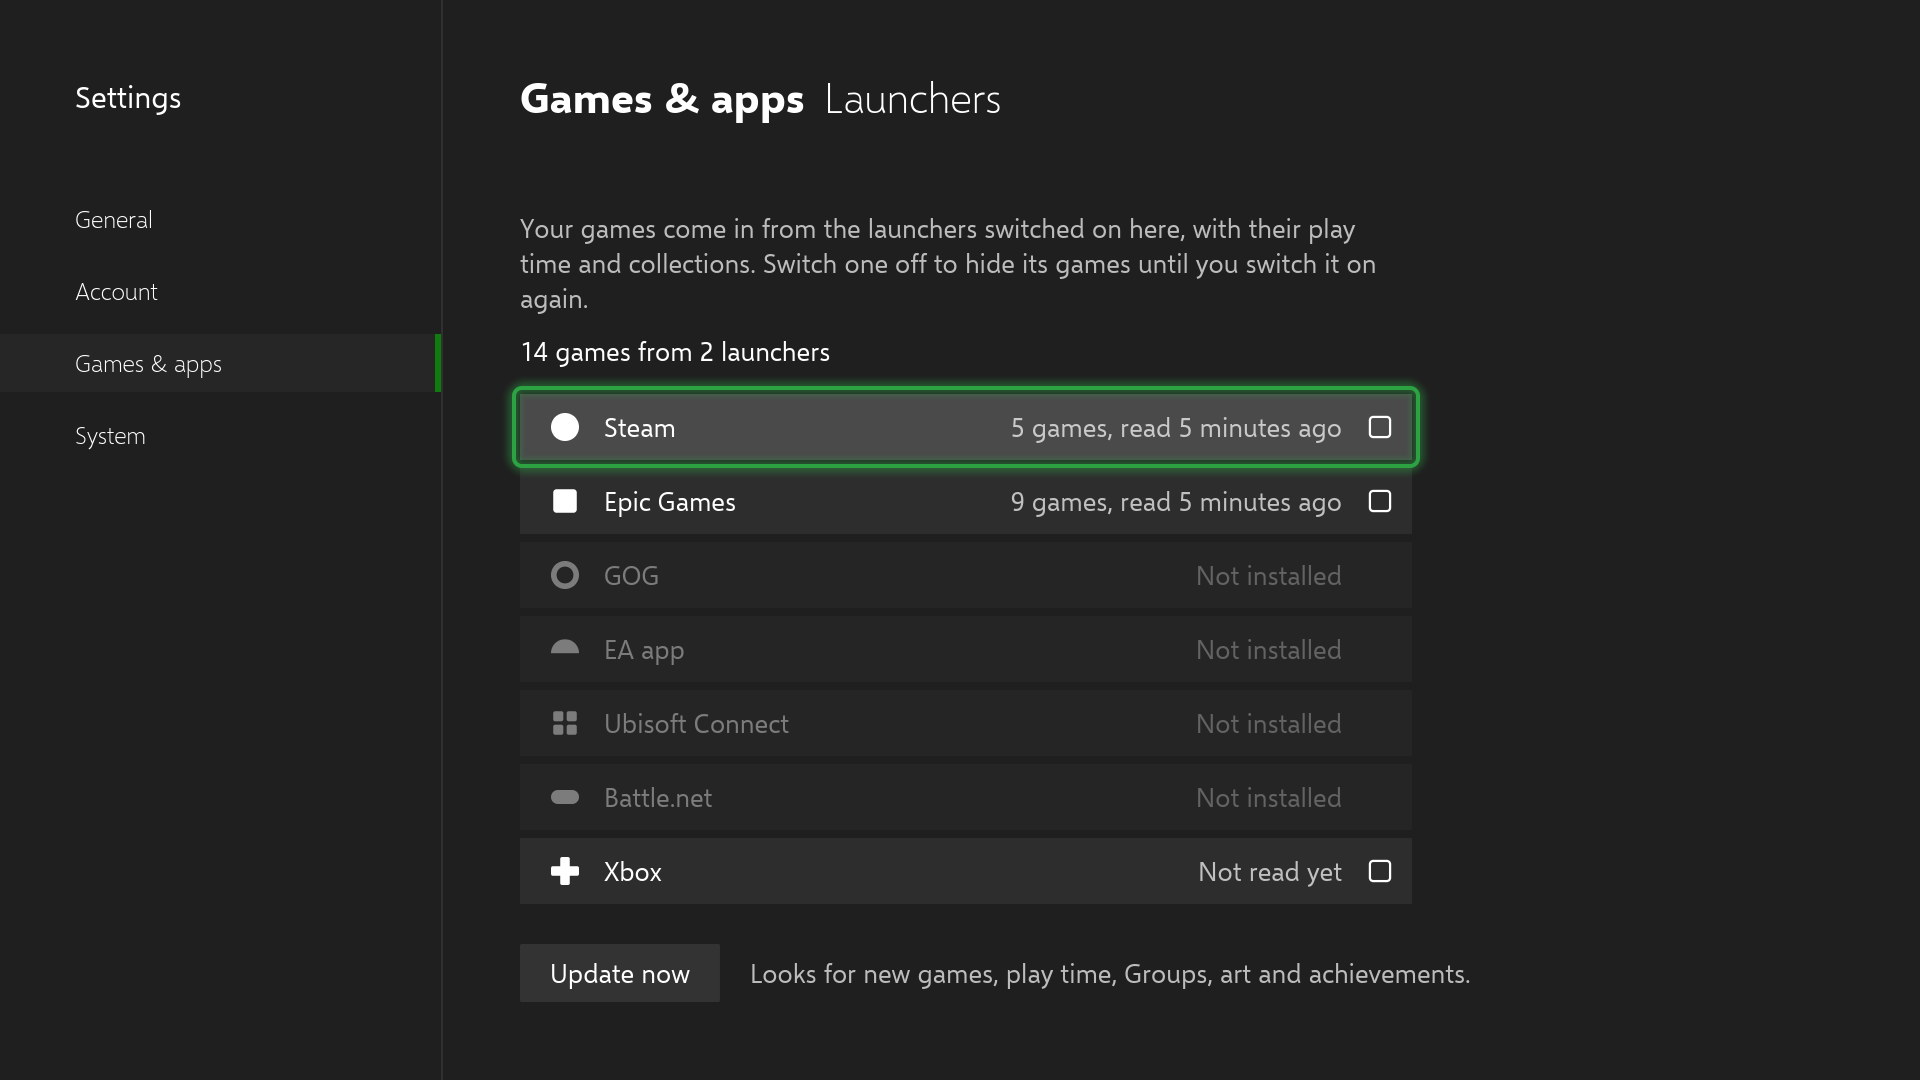 Settings
General
Account
Games & apps
System
Games & apps Launchers
Your games come in from the launchers switched on here, with their play
time and collections. Switch one off to hide its games until you switch it on
again.
14 games from 2 launchers
Steam 5 games, read 5 minutes ago
Epic Games 9 games, read 5 minutes ago
GOG Not installed
EA app Not installed
Ubisoft Connect Not installed
Battle.net Not installed
Xbox Not read yet
Update now Looks for new games, play time, Groups, art and achievements.